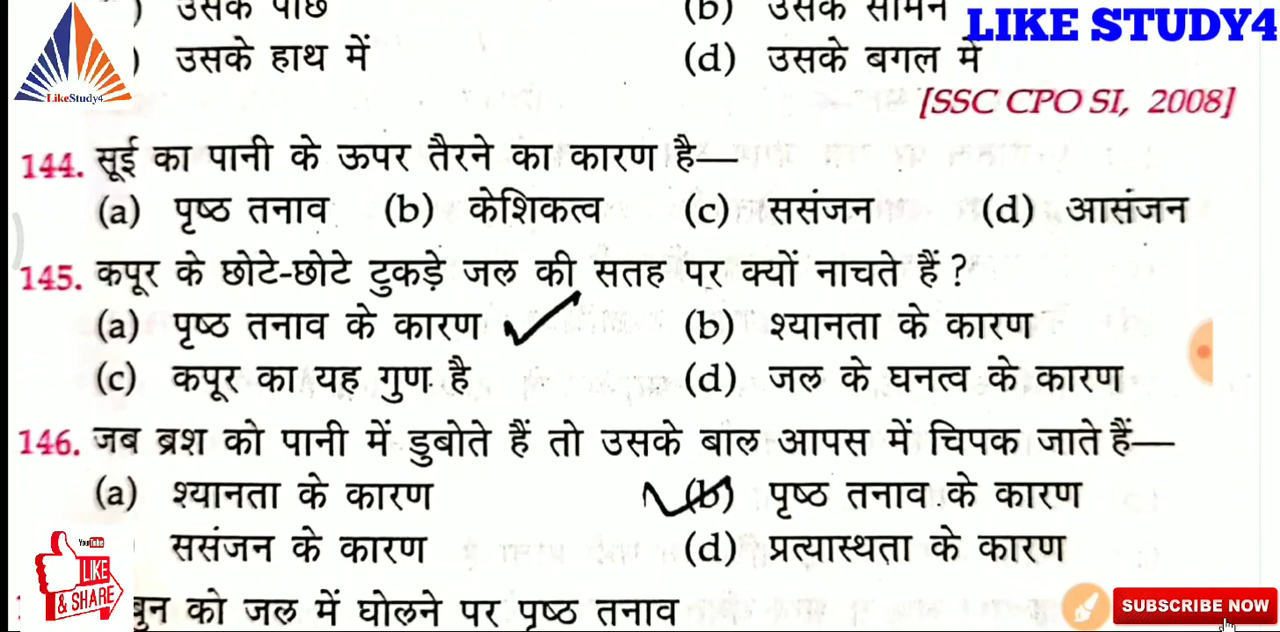 ) उसके पीछे (b) उसके सामने LIKE STUDY4
) उसके हाथ में (d) उसके बगल में
LikeStudy4
[SSC CPO SI, 2008]
144. सूई का पानी के ऊपर तैरने का कारण है—
(a) पृष्ठ तनाव (b) केशिकत्व (c) ससंजन (d) आसंजन
145. कपूर के छोटे-छोटे टुकड़े जल की सतह पर क्यों नाचते हैं ?
(a) पृष्ठ तनाव के कारण (b) श्यानता के कारण
(c) कपूर का यह गुण है (d) जल के घनत्व के कारण
146. जब ब्रश को पानी में डुबोते हैं तो उसके बाल आपस में चिपक जाते हैं—
(a) श्यानता के कारण (b) पृष्ठ तनाव के कारण
ससंजन के कारण (d) प्रत्यास्थता के कारण
YouTube
LIKE
& SHARE
को जल में घोलने पर पृष्ठ तनाव
SUBSCRIBE NOW